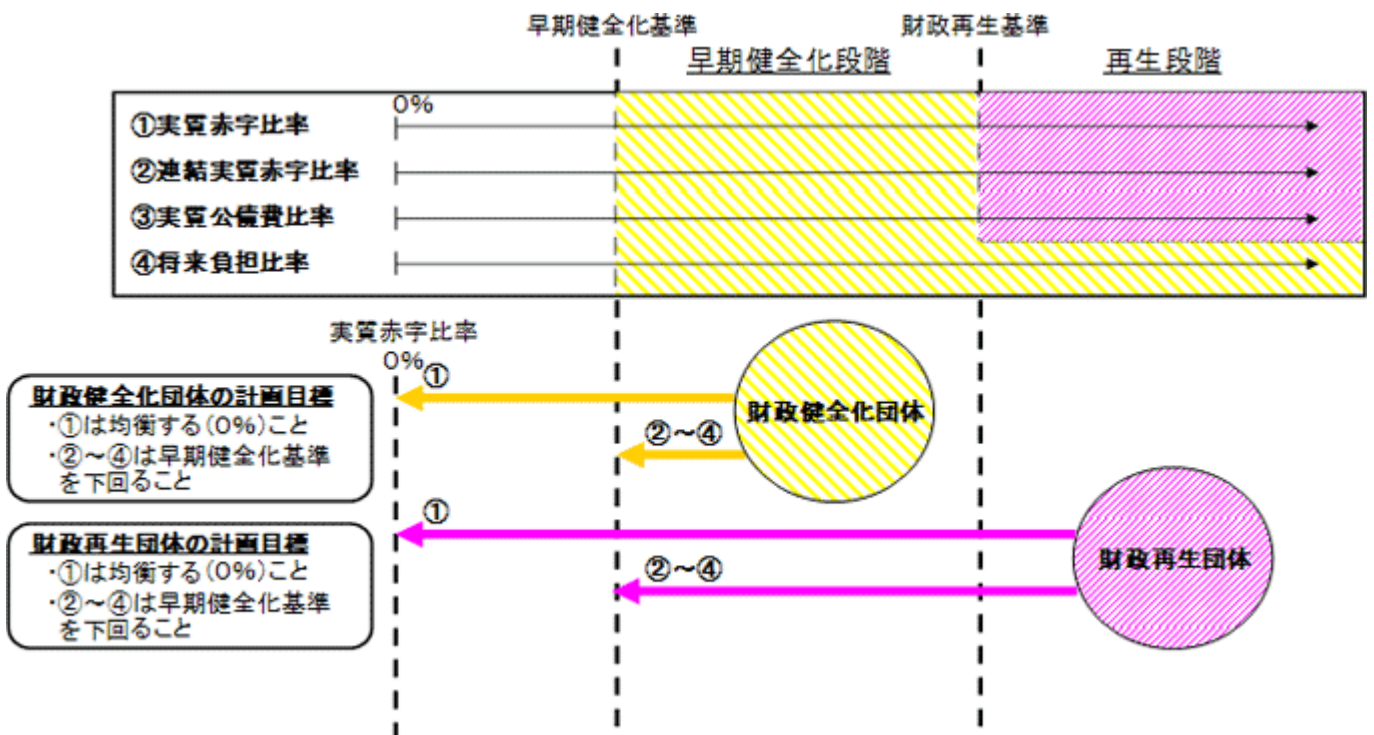 早期健全化基準
財政再生基準
早期健全化段階
再生段階
0%
①実質赤字比率
②連結実質赤字比率
③実質公債費比率
④将来負担比率
実質赤字比率
0%
①
財政健全化団体の計画目標
・①は均衡する(0%)こと
・②～④は早期健全化基準
を下回ること
②～④
財政健全化団体
①
財政再生団体の計画目標
・①は均衡する(0%)こと
・②～④は早期健全化基準
を下回ること
②～④
財政再生団体